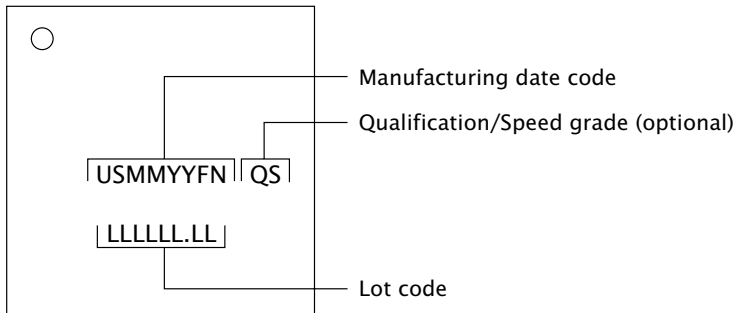 Manufacturing date code
Qualification/Speed grade (optional)
USMMYYFN QS
LLLLLL.LL
Lot code